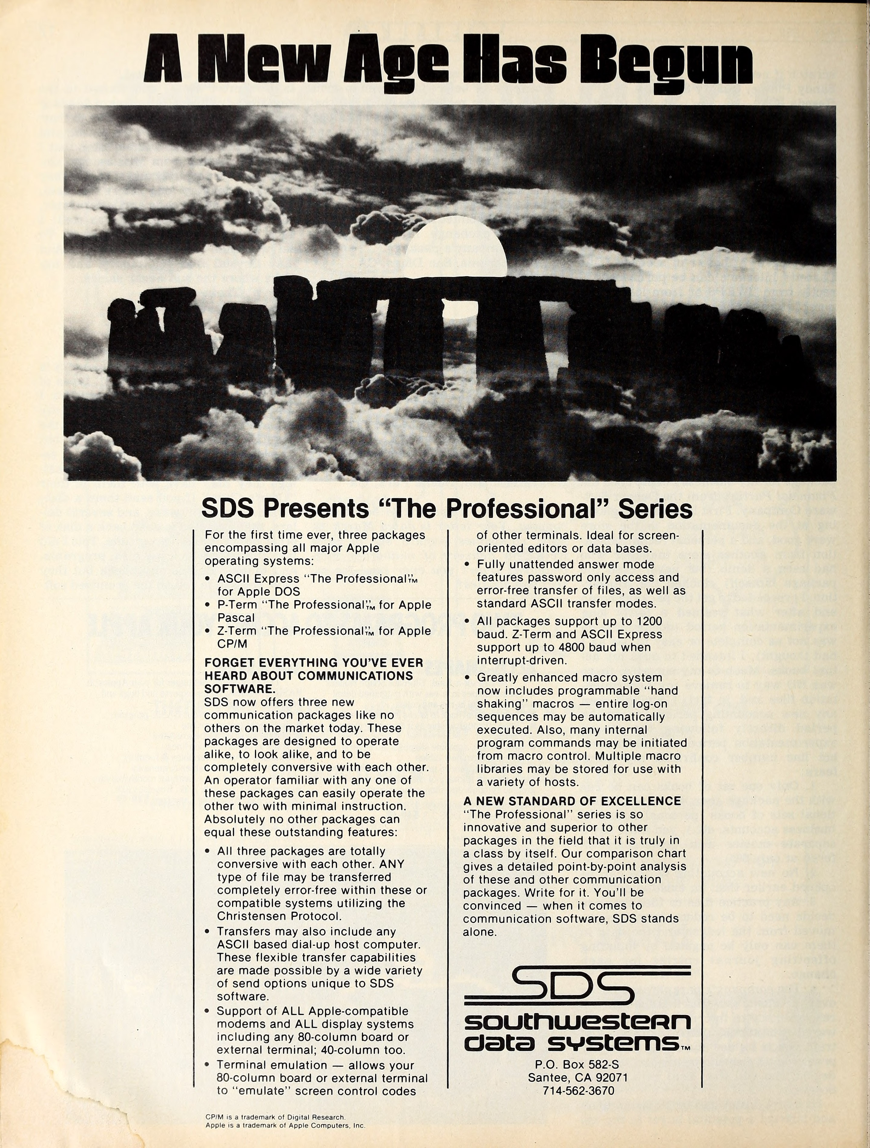 A New Age Has Begun
SDS Presents “The Professional” Series
For the first time ever, three packages
encompassing all major Apple
operating systems:
• ASCII Express “The Professional”™
for Apple DOS
• P-Term “The Professional”™ for Apple
Pascal
• Z-Term “The Professional”™ for Apple
CP/M
FORGET EVERYTHING YOU’VE EVER
HEARD ABOUT COMMUNICATIONS
SOFTWARE.
SDS now offers three new
communication packages like no
others on the market today. These
packages are designed to operate
alike, to look alike, and to be
completely conversive with each other.
An operator familiar with any one of
these packages can easily operate the
other two with minimal instruction.
Absolutely no other packages can
equal these outstanding features:
• All three packages are totally
conversive with each other. ANY
type of file may be transferred
completely error-free within these or
compatible systems utilizing the
Christensen Protocol.
• Transfers may also include any
ASCII based dial-up host computer.
These flexible transfer capabilities
are made possible by a wide variety
of send options unique to SDS
software.
• Support of ALL Apple-compatible
modems and ALL display systems
including any 80-column board or
external terminal; 40-column too.
• Terminal emulation — allows your
80-column board or external terminal
to “emulate” screen control codes
of other terminals. Ideal for screen-
oriented editors or data bases.
• Fully unattended answer mode
features password only access and
error-free transfer of files, as well as
standard ASCII transfer modes.
• All packages support up to 1200
baud. Z-Term and ASCII Express
support up to 4800 baud when
interrupt-driven.
• Greatly enhanced macro system
now includes programmable “hand
shaking” macros — entire log-on
sequences may be automatically
executed. Also, many internal
program commands may be initiated
from macro control. Multiple macro
libraries may be stored for use with
a variety of hosts.
A NEW STANDARD OF EXCELLENCE
“The Professional” series is so
innovative and superior to other
packages in the field that it is truly in
a class by itself. Our comparison chart
gives a detailed point-by-point analysis
of these and other communication
packages. Write for it. You’ll be
convinced — when it comes to
communication software, SDS stands
alone.
SDS
southwestern
data systems™
P.O. Box 582-S
Santee, CA 92071
714-562-3670
CP/M is a trademark of Digital Research.
Apple is a trademark of Apple Computers, Inc.